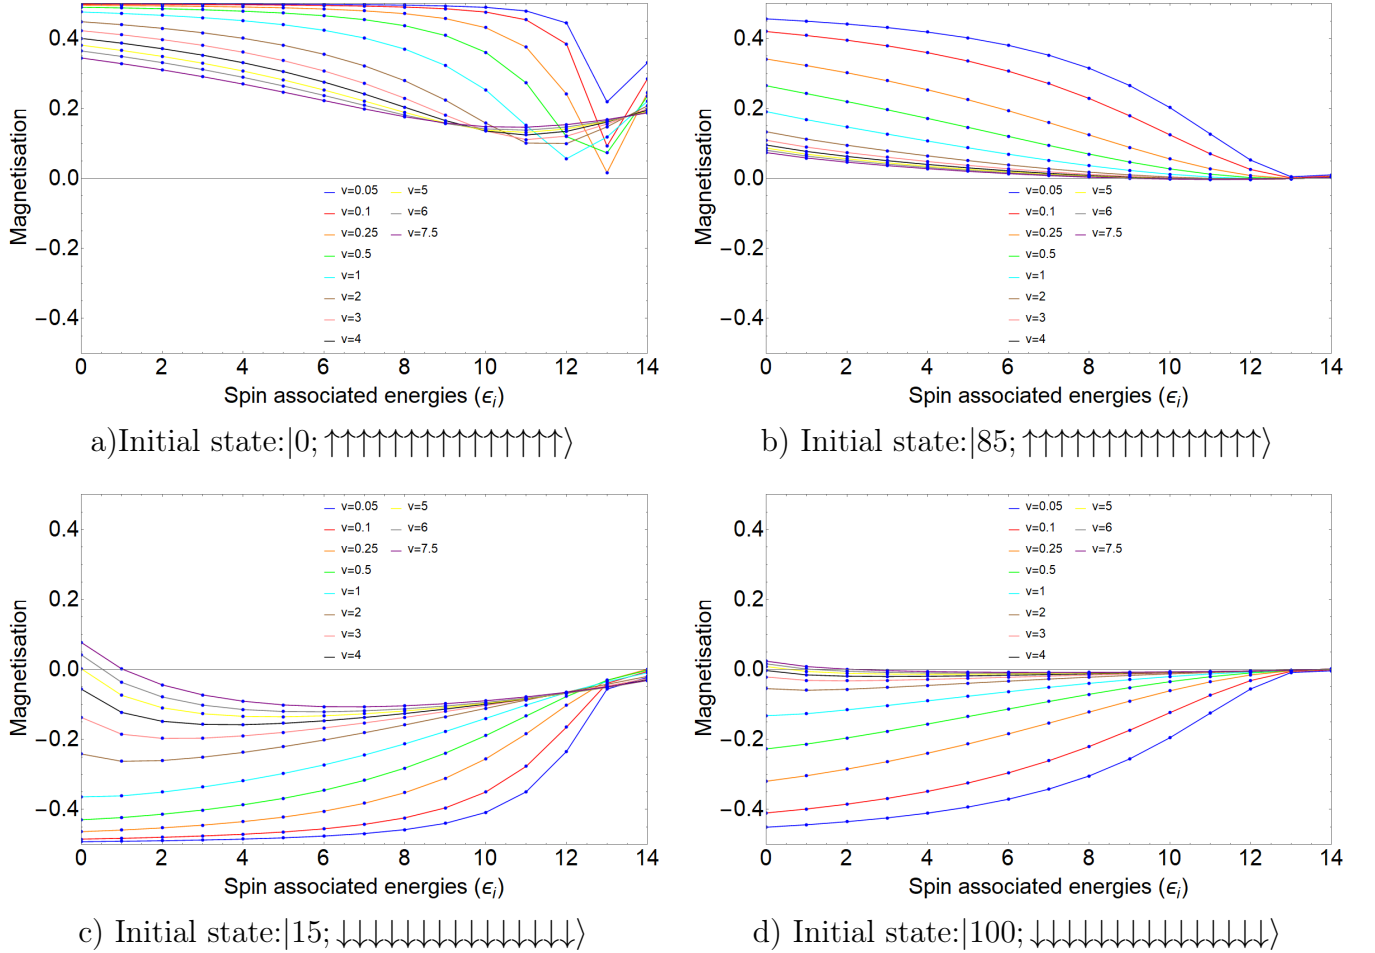 Magnetisation
0.4
0.2
0.0
−0.2
−0.4
v=0.05 v=5
v=0.1 v=6
v=0.25 v=7.5
v=0.5
v=1
v=2
v=3
v=4
0 2 4 6 8 10 12 14
Spin associated energies (ϵᵢ)
a)Initial state:|0; ↑↑↑↑↑↑↑↑↑↑↑↑↑↑↑⟩
Magnetisation
0.4
0.2
0.0
−0.2
−0.4
v=0.05 v=5
v=0.1 v=6
v=0.25 v=7.5
v=0.5
v=1
v=2
v=3
v=4
0 2 4 6 8 10 12 14
Spin associated energies (ϵᵢ)
b) Initial state:|85; ↑↑↑↑↑↑↑↑↑↑↑↑↑↑↑⟩
Magnetisation
0.4
0.2
0.0
−0.2
−0.4
v=0.05 v=5
v=0.1 v=6
v=0.25 v=7.5
v=0.5
v=1
v=2
v=3
v=4
0 2 4 6 8 10 12 14
Spin associated energies (ϵᵢ)
c) Initial state:|15; ↓↓↓↓↓↓↓↓↓↓↓↓↓↓↓⟩
Magnetisation
0.4
0.2
0.0
−0.2
−0.4
v=0.05 v=5
v=0.1 v=6
v=0.25 v=7.5
v=0.5
v=1
v=2
v=3
v=4
0 2 4 6 8 10 12 14
Spin associated energies (ϵᵢ)
d) Initial state:|100; ↓↓↓↓↓↓↓↓↓↓↓↓↓↓↓⟩